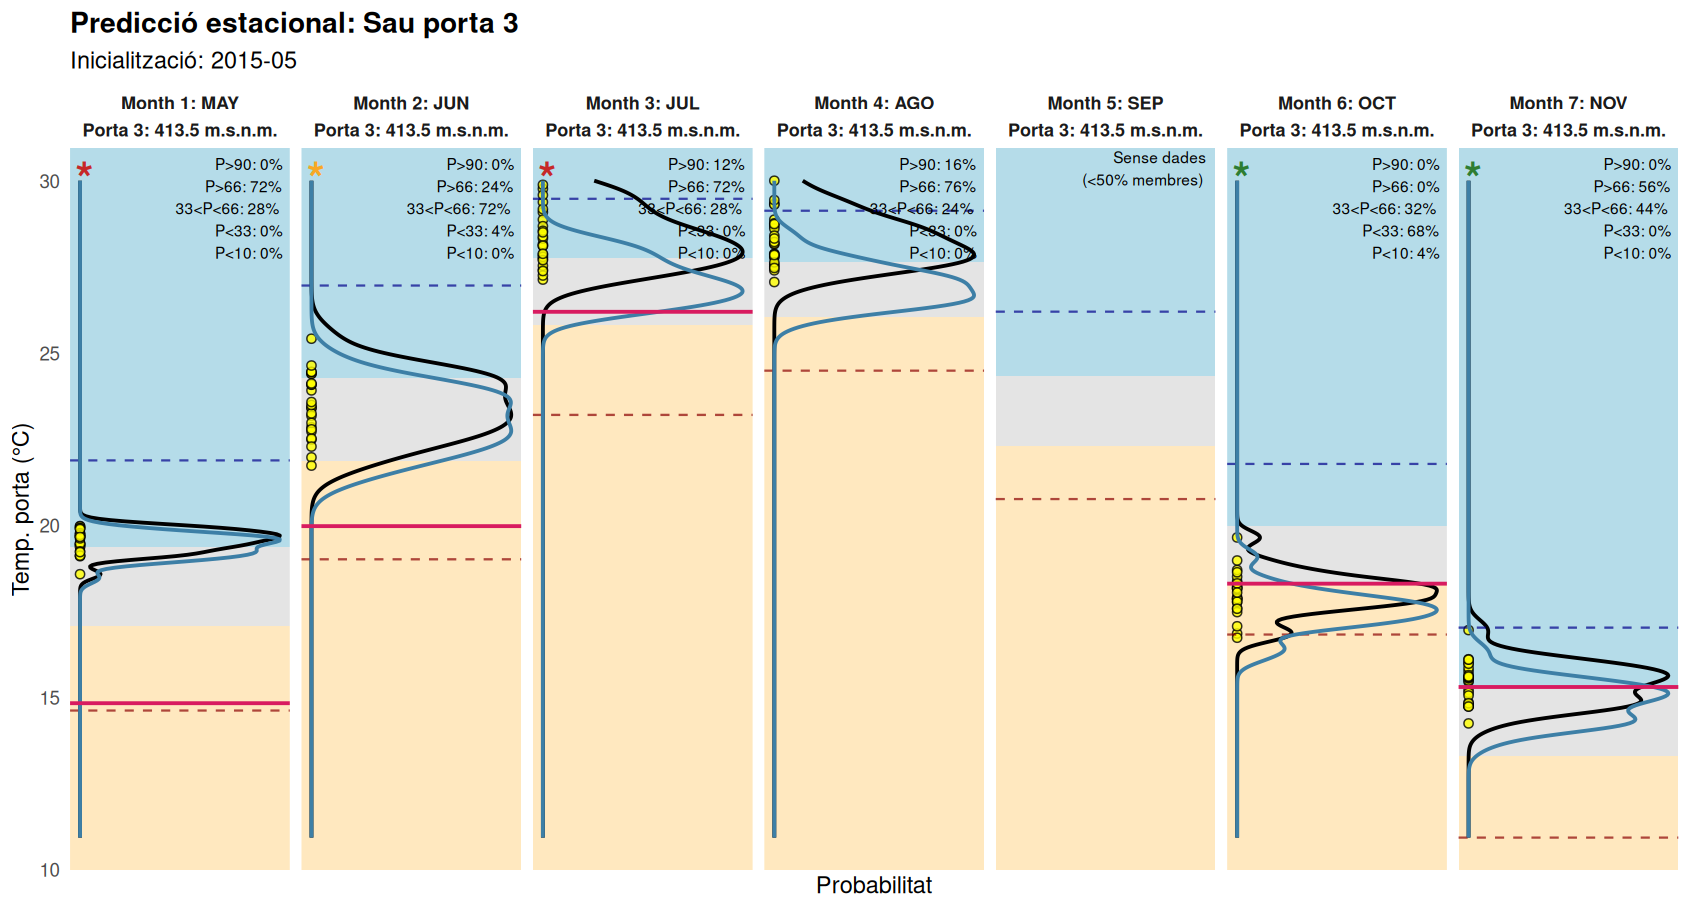 Predicció estacional: Sau porta 3
Inicialització: 2015-05
Month 1: MAY
Porta 3: 413.5 m.s.n.m.
Month 2: JUN
Porta 3: 413.5 m.s.n.m.
Month 3: JUL
Porta 3: 413.5 m.s.n.m.
Month 4: AGO
Porta 3: 413.5 m.s.n.m.
Month 5: SEP
Porta 3: 413.5 m.s.n.m.
Month 6: OCT
Porta 3: 413.5 m.s.n.m.
Month 7: NOV
Porta 3: 413.5 m.s.n.m.
*
P>90: 0%
P>66: 72%
33<P<66: 28%
P<33: 0%
P<10: 0%
*
P>90: 0%
P>66: 24%
33<P<66: 72%
P<33: 4%
P<10: 0%
*
P>90: 12%
P>66: 72%
33<P<66: 28%
P<33: 0%
P<10: 0%
P>90: 16%
P>66: 76%
33<P<66: 24%
P<33: 0%
P<10: 0%
Sense dades
(<50% membres)
*
P>90: 0%
P>66: 0%
33<P<66: 32%
P<33: 68%
P<10: 4%
*
P>90: 0%
P>66: 56%
33<P<66: 44%
P<33: 0%
P<10: 0%
30
25
20
15
10
Temp. porta (°C)
Probabilitat